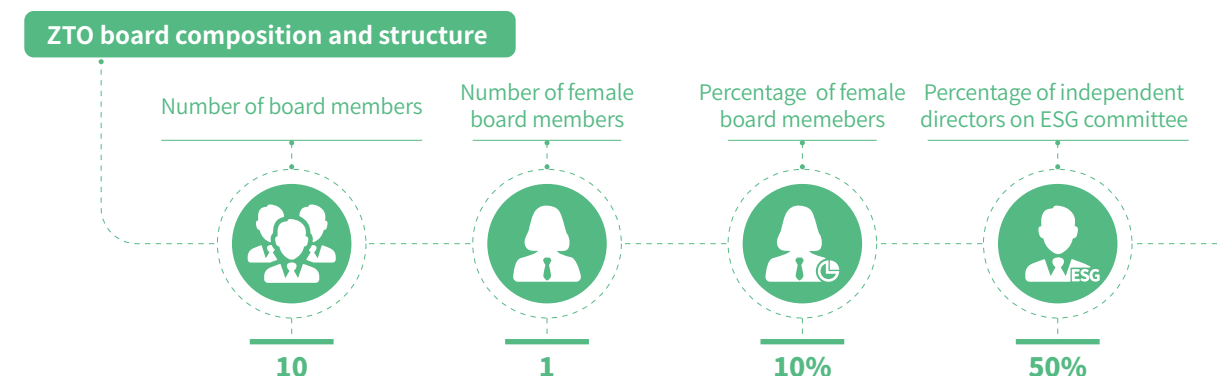 ZTO board composition and structure
Number of board members
Number of female
board members
Percentage of female
board memebers
Percentage of independent
directors on ESG committee
ESG
10
1
10%
50%